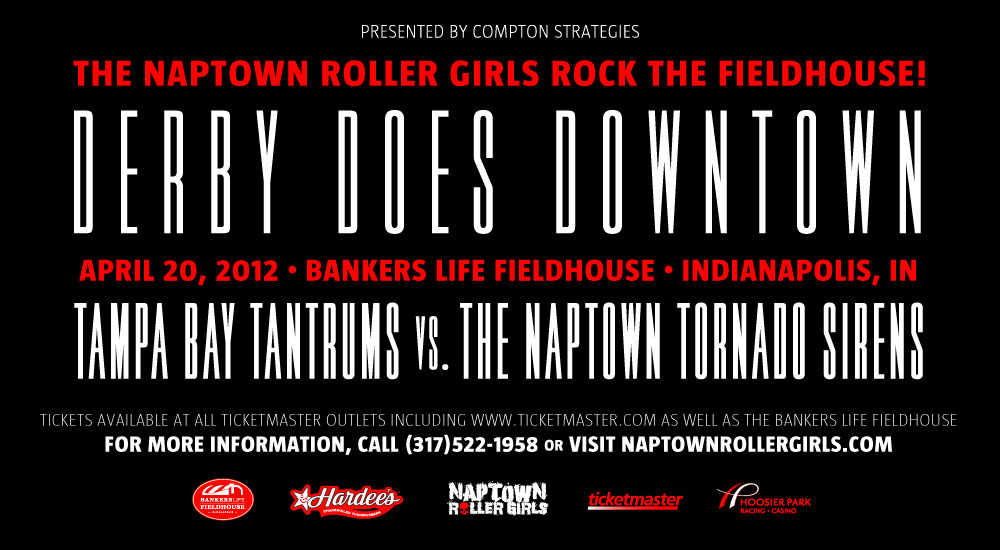 PRESENTED BY COMPTON STRATEGIES
THE NAPTOWN ROLLER GIRLS ROCK THE FIELDHOUSE!
DERBY DOES DOWNTOWN
APRIL 20, 2012 • BANKERS LIFE FIELDHOUSE • INDIANAPOLIS, IN
TAMPA BAY TANTRUMS VS. THE NAPTOWN TORNADO SIRENS
TICKETS AVAILABLE AT ALL TICKETMASTER OUTLETS INCLUDING WWW.TICKETMASTER.COM AS WELL AS THE BANKERS LIFE FIELDHOUSE
FOR MORE INFORMATION, CALL (317)522-1958 OR VISIT NAPTOWNROLLERGIRLS.COM
BANKERS LIFE
FIELDHOUSE
Hardee's
NAPTOWN
ROLLER GIRLS
ticketmaster
HOOSIER PARK
RACING • CASINO